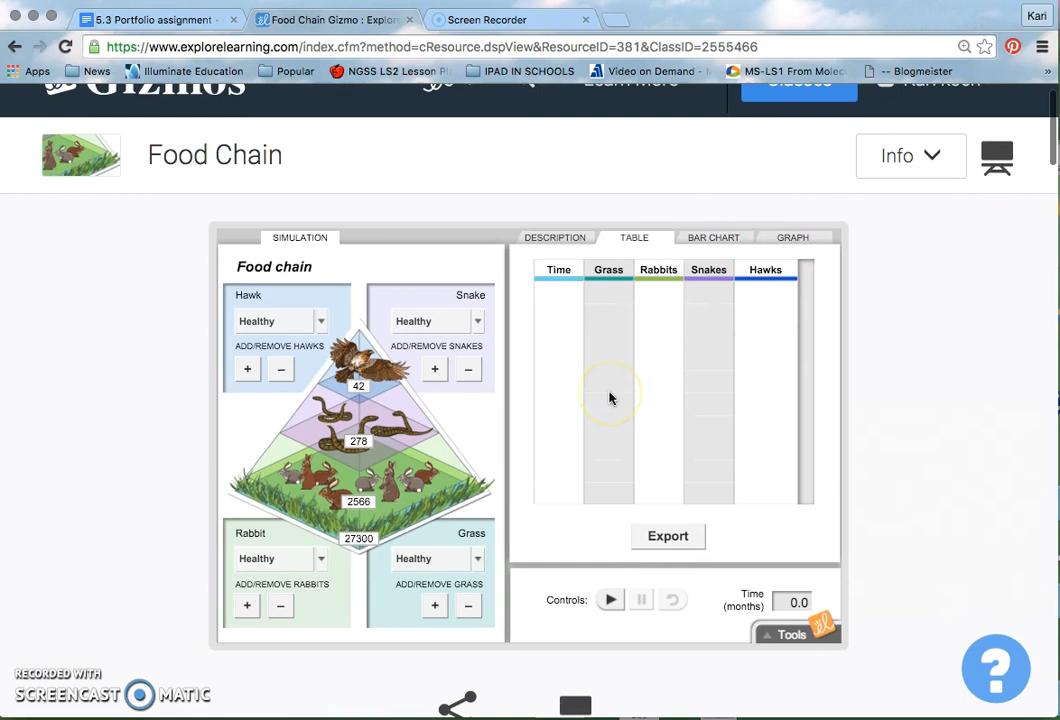 5.3 Portfolio assignment -
Food Chain Gizmo : Explore
Screen Recorder
Kari
https://www.explorelearning.com/index.cfm?method=cResource.dspView&ResourceID=381&ClassID=2555466
Apps News Illuminate Education Popular NGSS LS2 Lesson Pl IPAD IN SCHOOLS Video on Demand - MS-LS1 From Molec -- Blogmeister »
Gizmos
Learn More
Classes
Food Chain
Info
SIMULATION
DESCRIPTION TABLE BAR CHART GRAPH
Food chain
Time Grass Rabbits Snakes Hawks
Hawk
Snake
Healthy
Healthy
ADD/REMOVE HAWKS
ADD/REMOVE SNAKES
+ –
+ –
42
278
2566
27300
Rabbit
Grass
Healthy
Healthy
ADD/REMOVE RABBITS
ADD/REMOVE GRASS
+ –
+ –
Export
Controls:
Time
(months)
0.0
Tools
el
?
RECORDED WITH
SCREENCAST MATIC